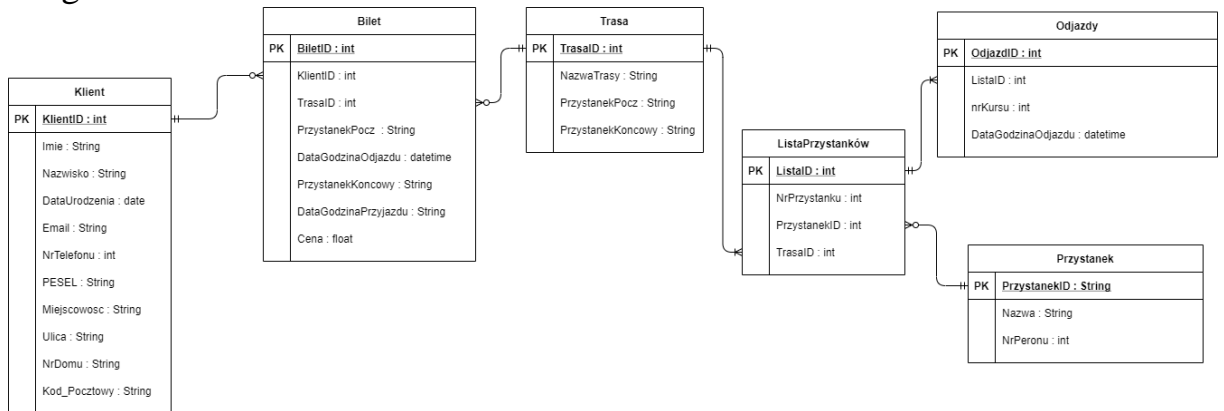 Klient
PK KlientID : int
Imie : String
Nazwisko : String
DataUrodzenia : date
Email : String
NrTelefonu : int
PESEL : String
Miejscowosc : String
Ulica : String
NrDomu : String
Kod_Pocztowy : String
Bilet
PK BiletID : int
KlientID : int
TrasaID : int
PrzystanekPocz : String
DataGodzinaOdjazdu : datetime
PrzystanekKoncowy : String
DataGodzinaPrzyjazdu : String
Cena : float
Trasa
PK TrasaID : int
NazwaTrasy : String
PrzystanekPocz : String
PrzystanekKoncowy : String
ListaPrzystanków
PK ListaID : int
NrPrzystanku : int
PrzystanekID : int
TrasaID : int
Odjazdy
PK OdjazdID : int
ListaID : int
nrKursu : int
DataGodzinaOdjazdu : datetime
Przystanek
PK PrzystanekID : String
Nazwa : String
NrPeronu : int